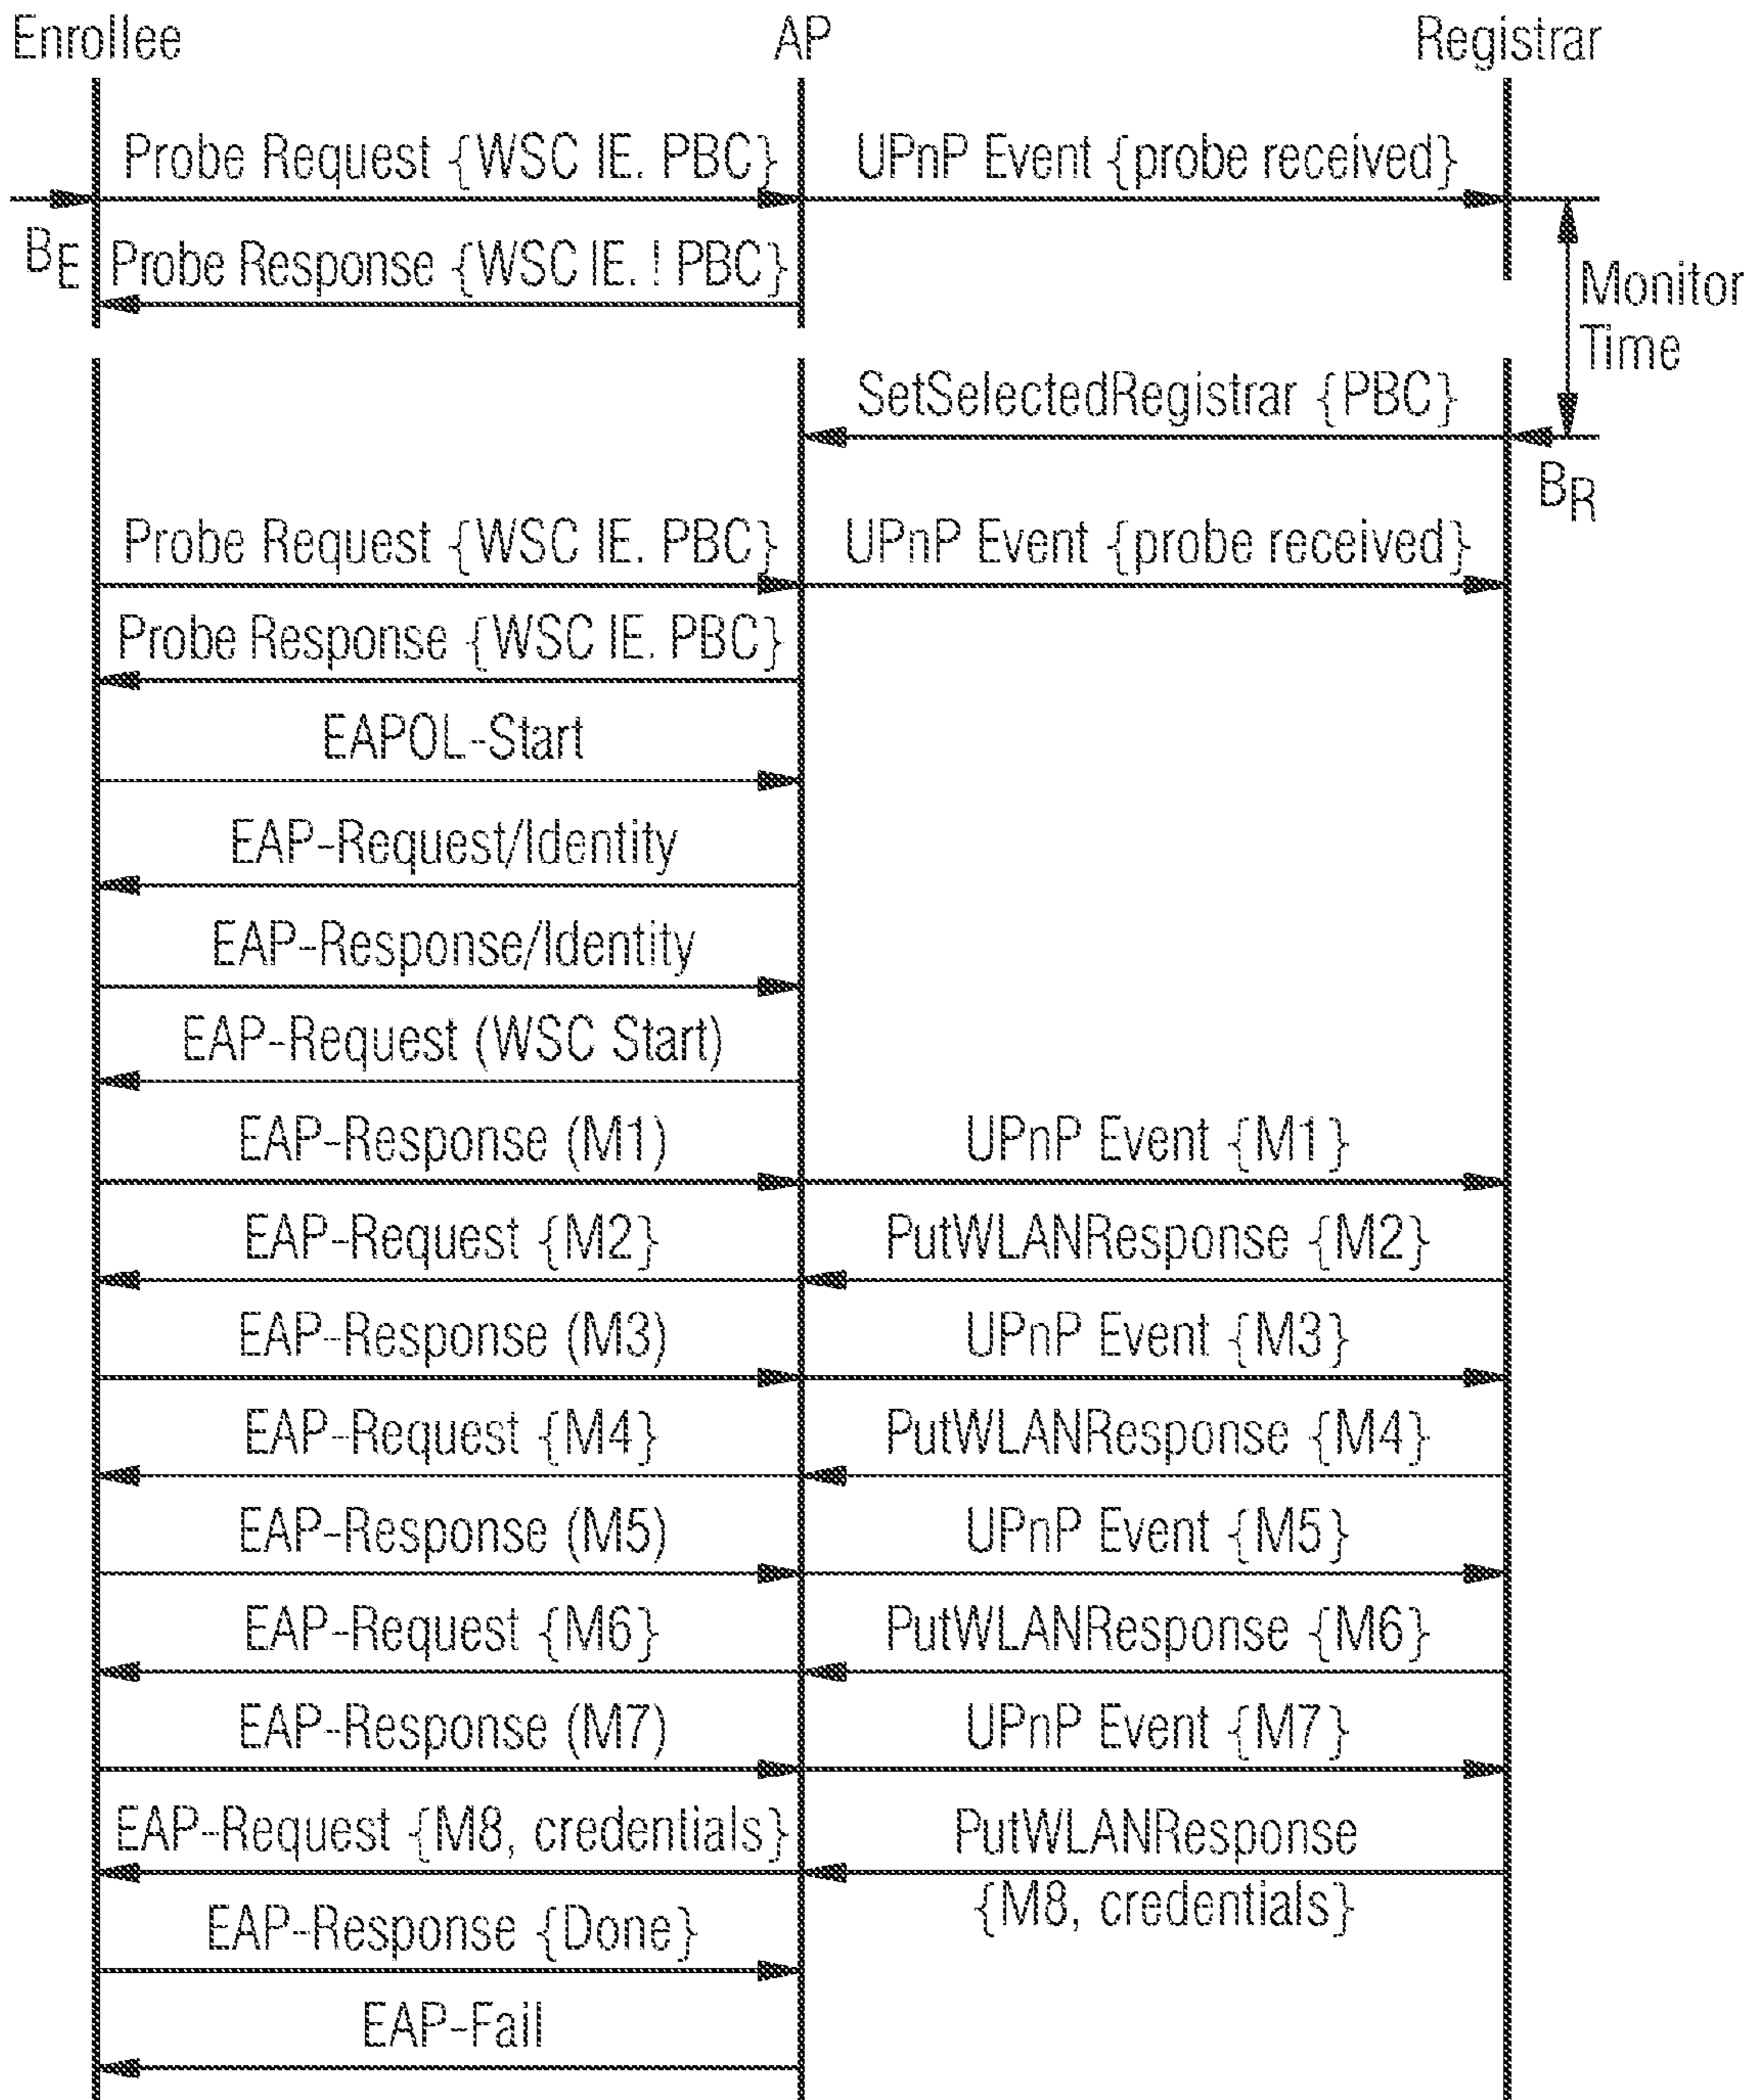 Enrollee AP Registrar
Probe Request {WSC IE. PBC} UPnP Event {probe received}
BE Probe Response {WSC IE. ! PBC} Monitor
Time
SetSelectedRegistrar {PBC}
BR
Probe Request {WSC IE. PBC} UPnP Event {probe received}
Probe Response {WSC IE. PBC}
EAPOL-Start
EAP-Request/Identity
EAP-Response/Identity
EAP-Request (WSC Start)
EAP-Response (M1) UPnP Event {M1}
EAP-Request {M2} PutWLANResponse {M2}
EAP-Response (M3) UPnP Event {M3}
EAP-Request {M4} PutWLANResponse {M4}
EAP-Response (M5) UPnP Event {M5}
EAP-Request {M6} PutWLANResponse {M6}
EAP-Response (M7) UPnP Event {M7}
EAP-Request {M8, credentials} PutWLANResponse
{M8, credentials}
EAP-Response {Done}
EAP-Fail